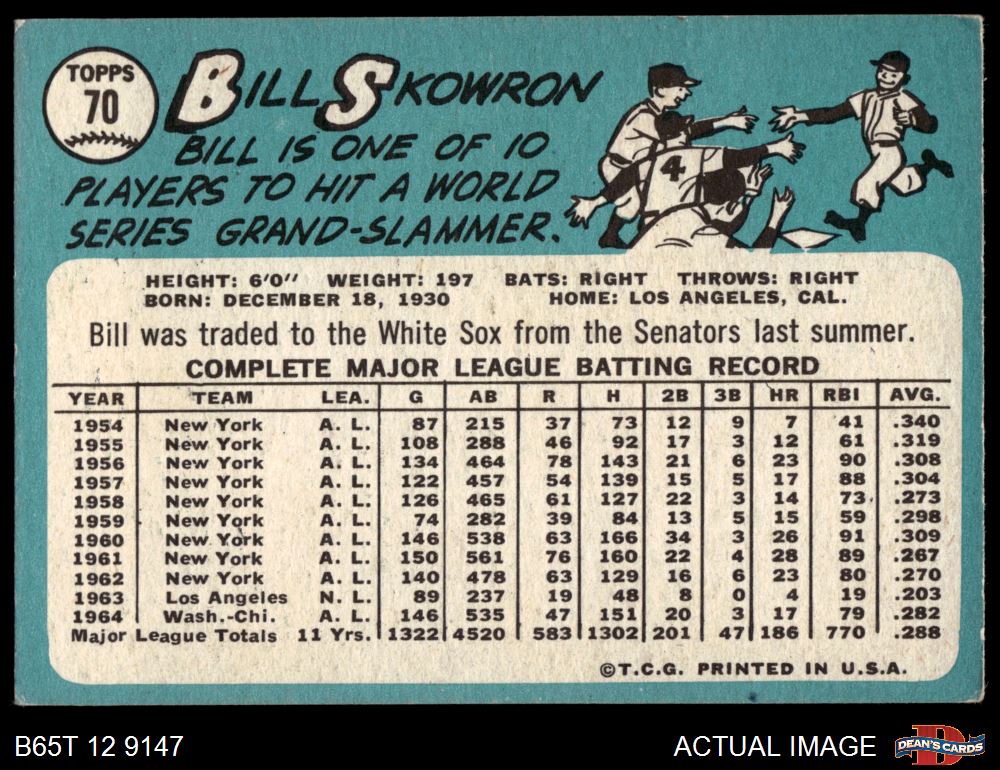 TOPPS
70
BILL SKOWRON
BILL IS ONE OF 10
PLAYERS TO HIT A WORLD
SERIES GRAND-SLAMMER.
4
HEIGHT: 6'0" WEIGHT: 197 BATS: RIGHT THROWS: RIGHT
BORN: DECEMBER 18, 1930 HOME: LOS ANGELES, CAL.
Bill was traded to the White Sox from the Senators last summer.
COMPLETE MAJOR LEAGUE BATTING RECORD
YEAR TEAM LEA. G AB R H 2B 3B HR RBI AVG.
1954 New York A. L. 87 215 37 73 12 9 7 41 .340
1955 New York A. L. 108 288 46 92 17 3 12 61 .319
1956 New York A. L. 134 464 78 143 21 6 23 90 .308
1957 New York A. L. 122 457 54 139 15 5 17 88 .304
1958 New York A. L. 126 465 61 127 22 3 14 73 .273
1959 New York A. L. 74 282 39 84 13 5 15 59 .298
1960 New York A. L. 146 538 63 166 34 3 26 91 .309
1961 New York A. L. 150 561 76 160 22 4 28 89 .267
1962 New York A. L. 140 478 63 129 16 6 23 80 .270
1963 Los Angeles N. L. 89 237 19 48 8 0 4 19 .203
1964 Wash.-Chi. A. L. 146 535 47 151 20 3 17 79 .282
Major League Totals 11 Yrs. 1322 4520 583 1302 201 47 186 770 .288
©T.C.G. PRINTED IN U.S.A.
B65T 12 9147
ACTUAL IMAGE
D
DEAN'S CARDS